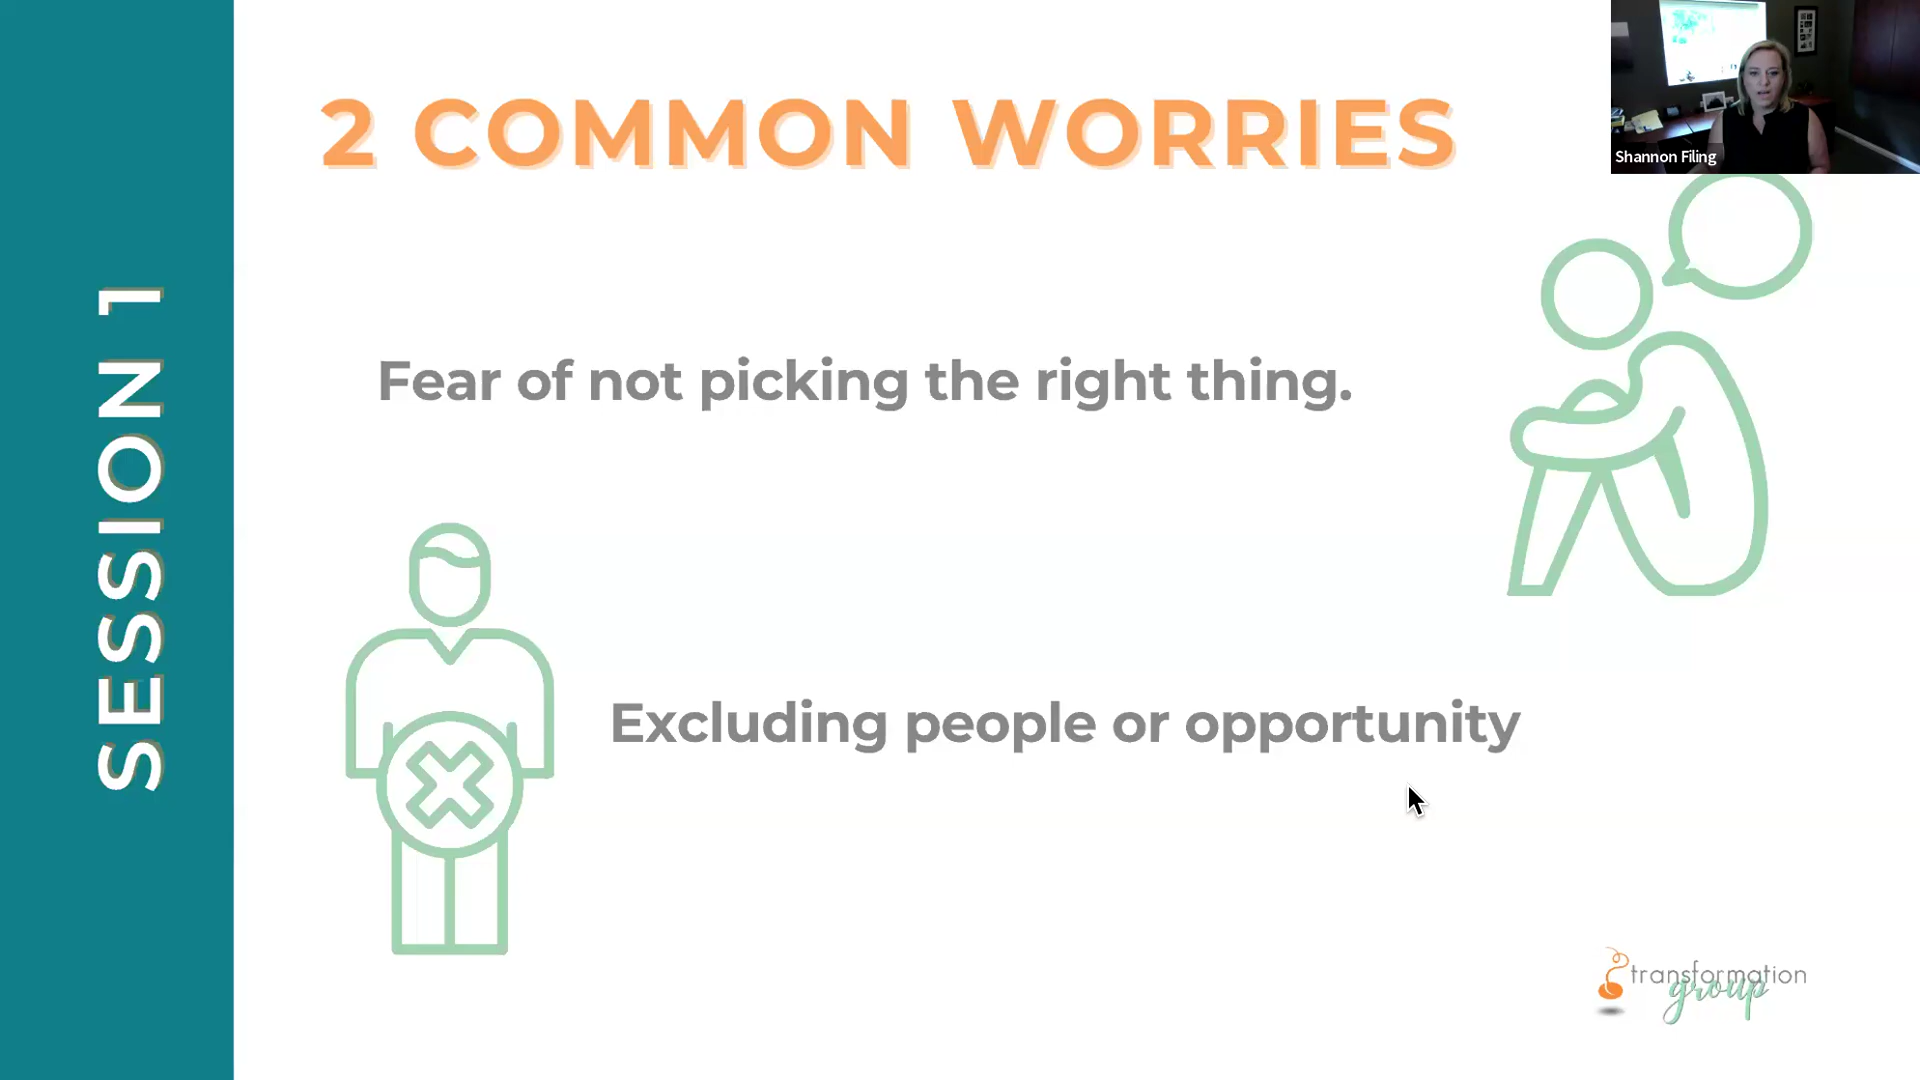 SESSION 1
2 COMMON WORRIES
Fear of not picking the right thing.
Excluding people or opportunity
Shannon Filing
transformation
group